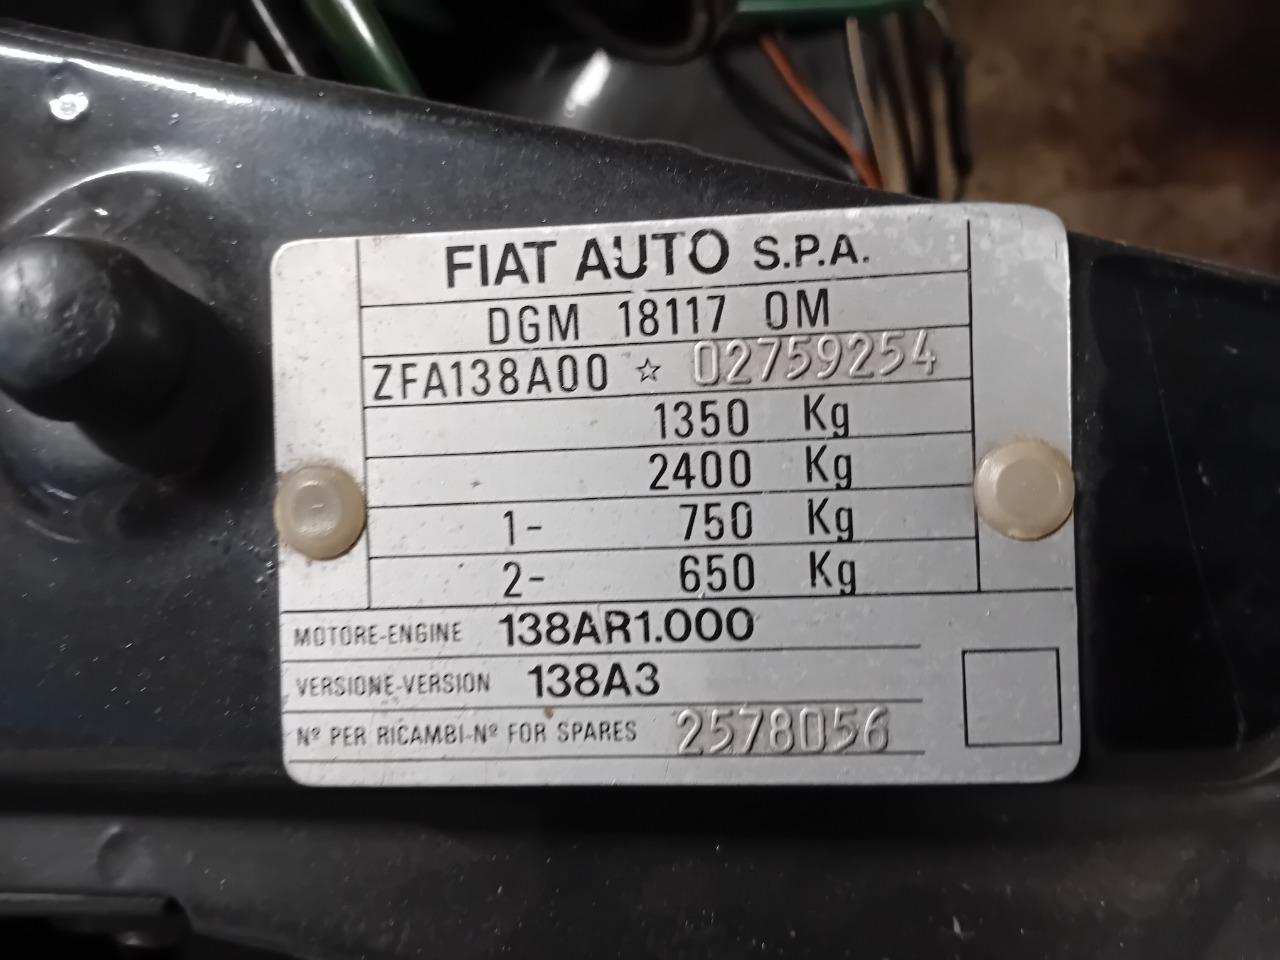 FIAT AUTO S.P.A.
DGM 18117 OM
ZFA138A00 ☆ 02759254
1350 Kg
2400 Kg
1- 750 Kg
2- 650 Kg
MOTORE-ENGINE 138AR1.000
VERSIONE-VERSION 138A3
Nº PER RICAMBI-Nº FOR SPARES 2578056